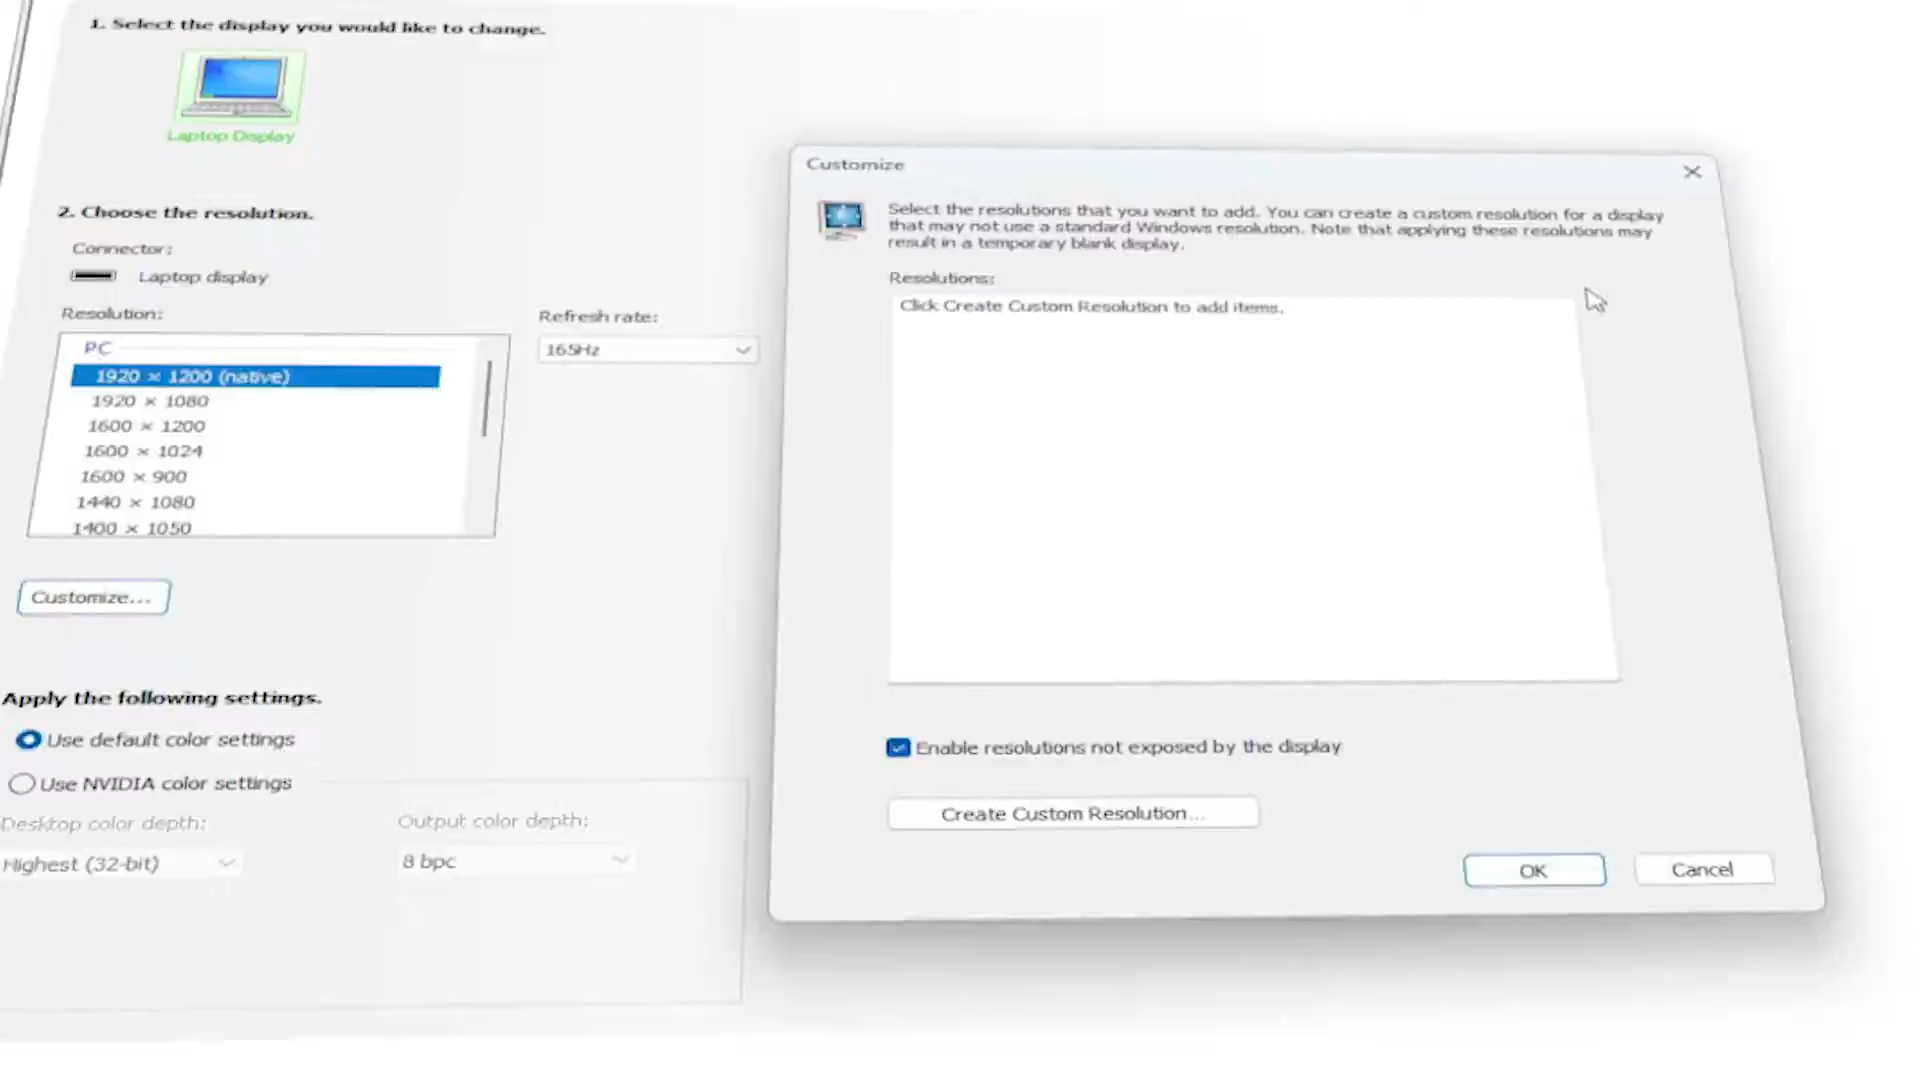 1. Select the display you would like to change.
Laptop Display
2. Choose the resolution.
Connector:
Laptop display
Resolution:
Refresh rate:
PC
165Hz
1920 × 1200 (native)
1920 × 1080
1600 × 1200
1600 × 1024
1600 × 900
1440 × 1080
1400 × 1050
Customize...
Apply the following settings.
Use default color settings
Use NVIDIA color settings
Desktop color depth:
Output color depth:
Highest (32-bit)
8 bpc
Customize
Select the resolutions that you want to add. You can create a custom resolution for a display
that may not use a standard Windows resolution. Note that applying these resolutions may
result in a temporary blank display.
Resolutions:
Click Create Custom Resolution to add items.
Enable resolutions not exposed by the display
Create Custom Resolution...
OK
Cancel